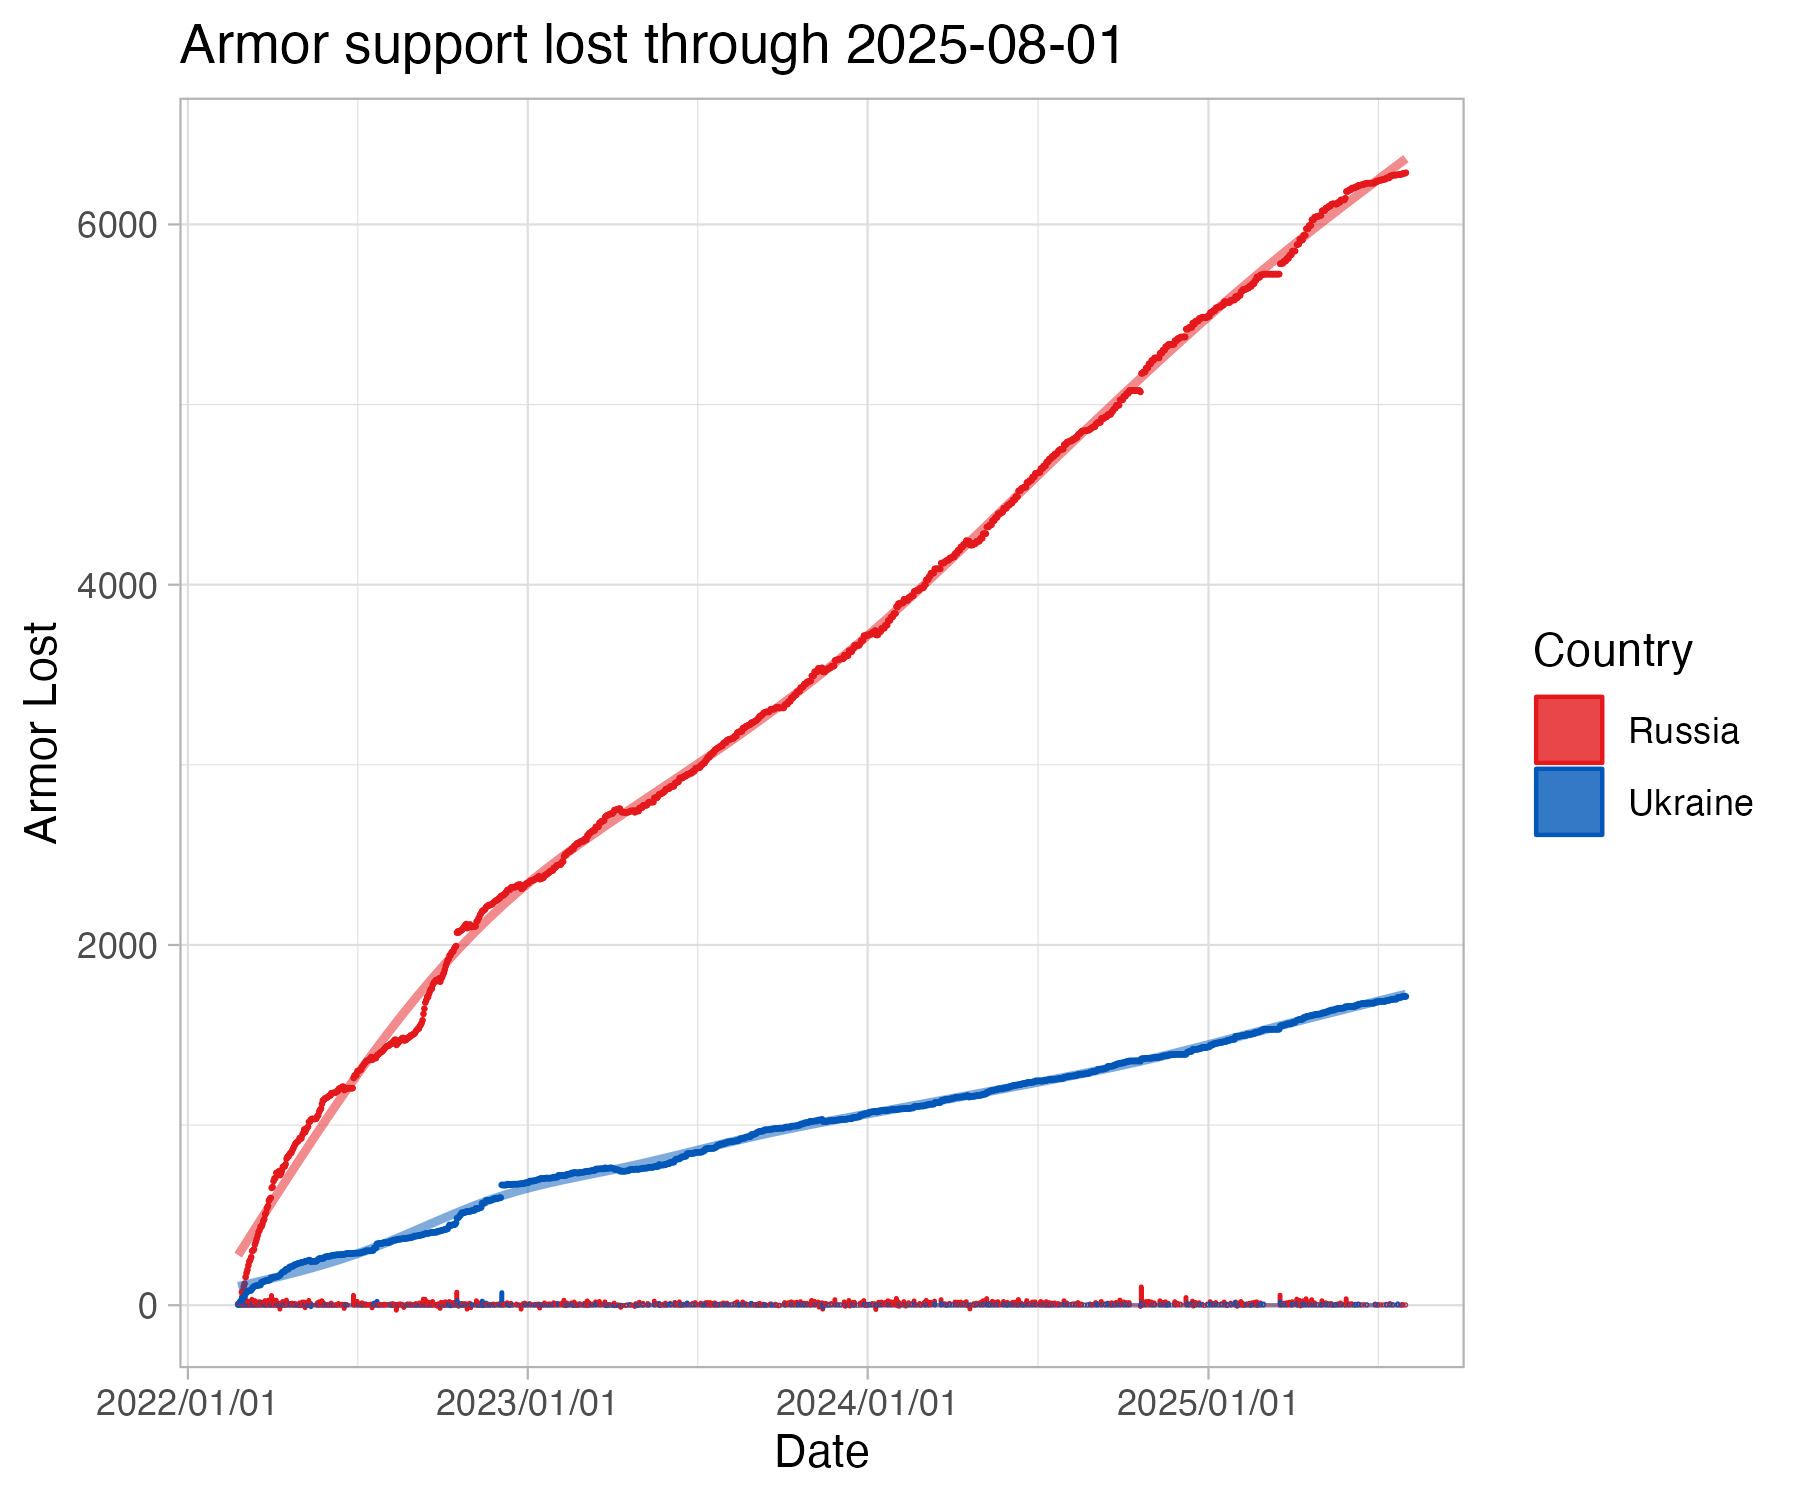 Armor support lost through 2025-08-01
Armor Lost
6000
4000
2000
0
2022/01/01 2023/01/01 2024/01/01 2025/01/01
Date
Country
Russia
Ukraine